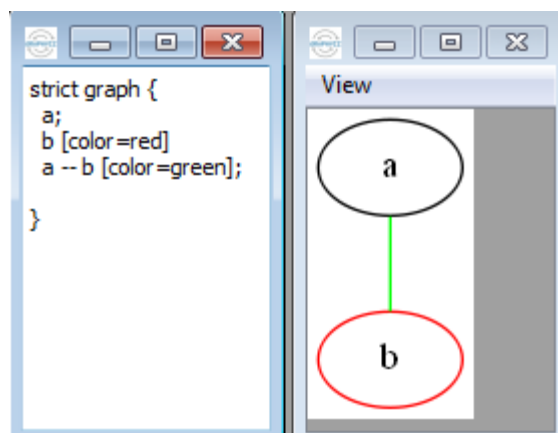 strict graph {
a;
b [color=red]
a -- b [color=green];
}
View
a
b